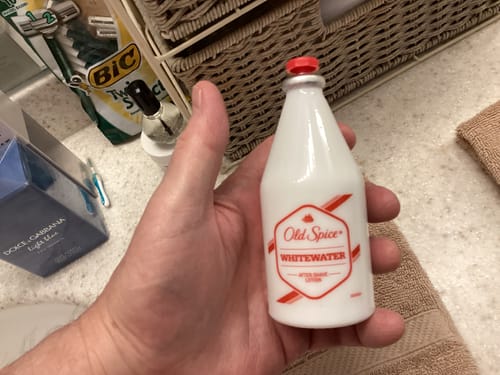 BIC
DOLCE & GABBANA
light blue
Old Spice
WHITEWATER
AFTER SHAVE
LOTION